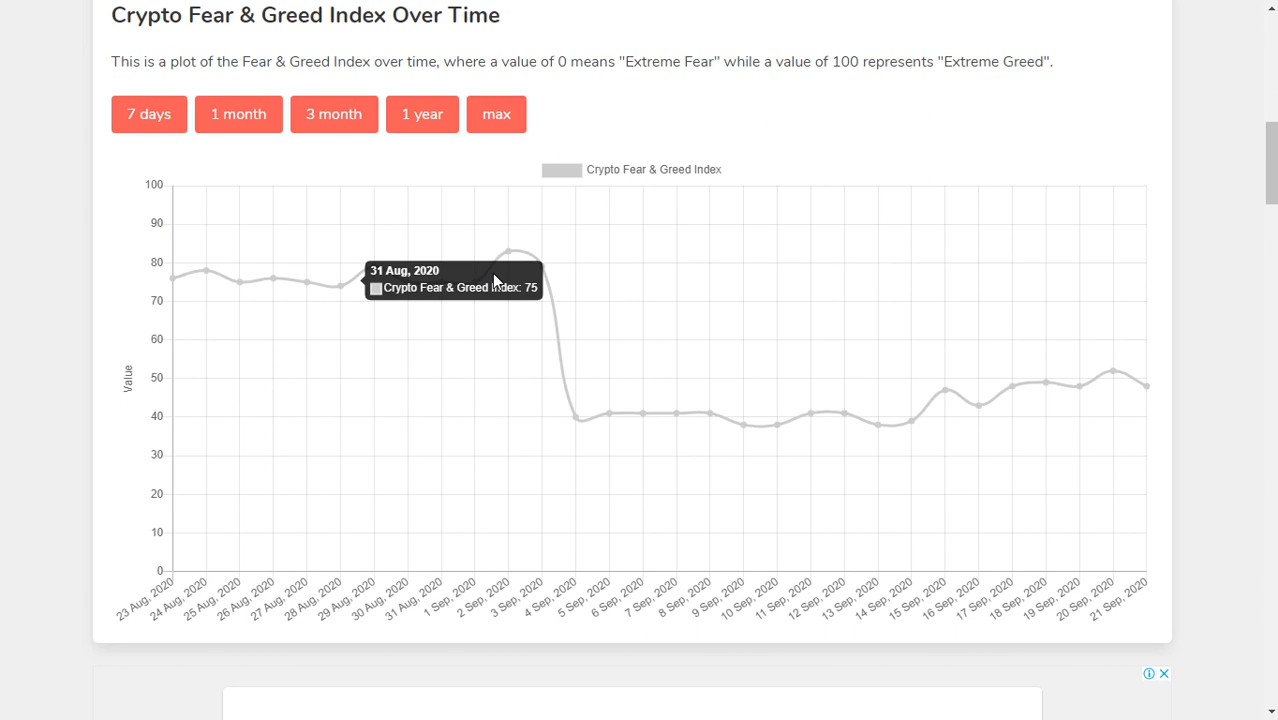 Crypto Fear & Greed Index Over Time
This is a plot of the Fear & Greed Index over time, where a value of 0 means "Extreme Fear" while a value of 100 represents "Extreme Greed".
7 days 1 month 3 month 1 year max
Crypto Fear & Greed Index
100
90
80
31 Aug, 2020
Crypto Fear & Greed Index: 75
70
60
50
Value
40
30
20
10
0
23 Aug, 2020 24 Aug, 2020 25 Aug, 2020 26 Aug, 2020 27 Aug, 2020 28 Aug, 2020 29 Aug, 2020 30 Aug, 2020 31 Aug, 2020 1 Sep, 2020 2 Sep, 2020 3 Sep, 2020 4 Sep, 2020 5 Sep, 2020 6 Sep, 2020 7 Sep, 2020 8 Sep, 2020 9 Sep, 2020 10 Sep, 2020 11 Sep, 2020 12 Sep, 2020 13 Sep, 2020 14 Sep, 2020 15 Sep, 2020 16 Sep, 2020 17 Sep, 2020 18 Sep, 2020 19 Sep, 2020 20 Sep, 2020 21 Sep, 2020